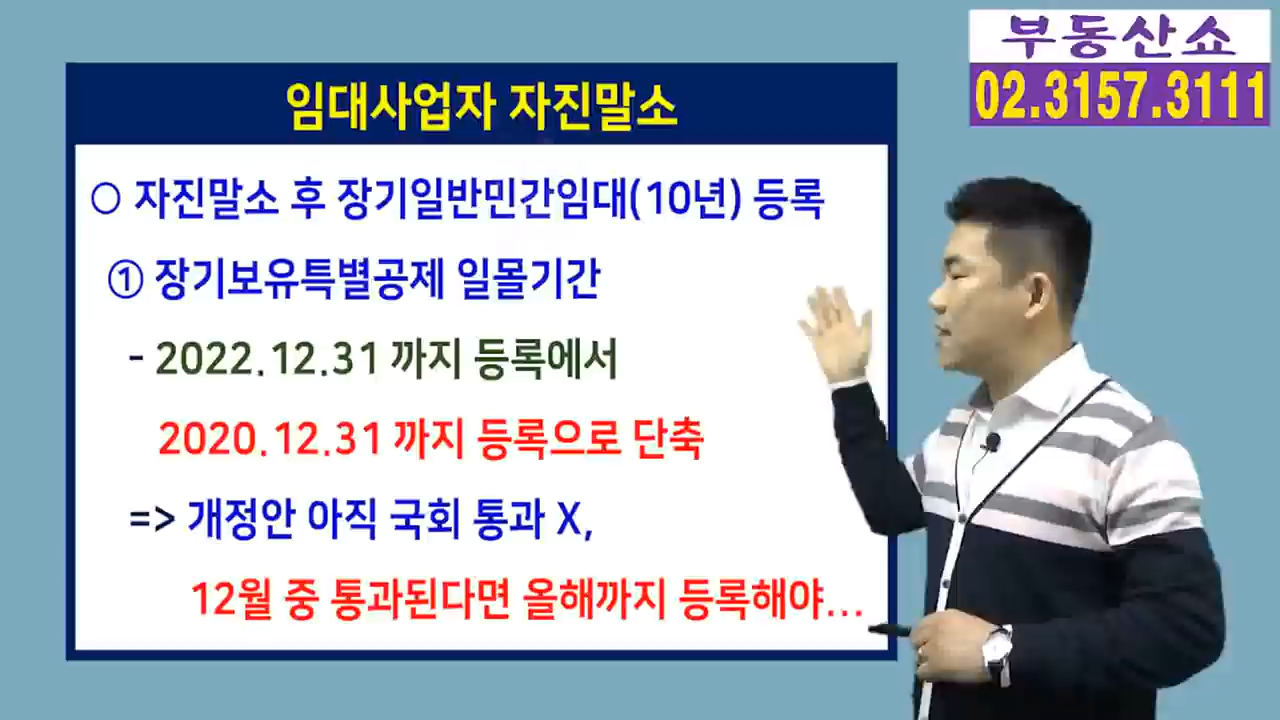 부동산쇼
02.3157.3111
임대사업자 자진말소
○ 자진말소 후 장기일반민간임대(10년) 등록
① 장기보유특별공제 일몰기간
- 2022.12.31 까지 등록에서
2020.12.31 까지 등록으로 단축
=> 개정안 아직 국회 통과 X,
12월 중 통과된다면 올해까지 등록해야...